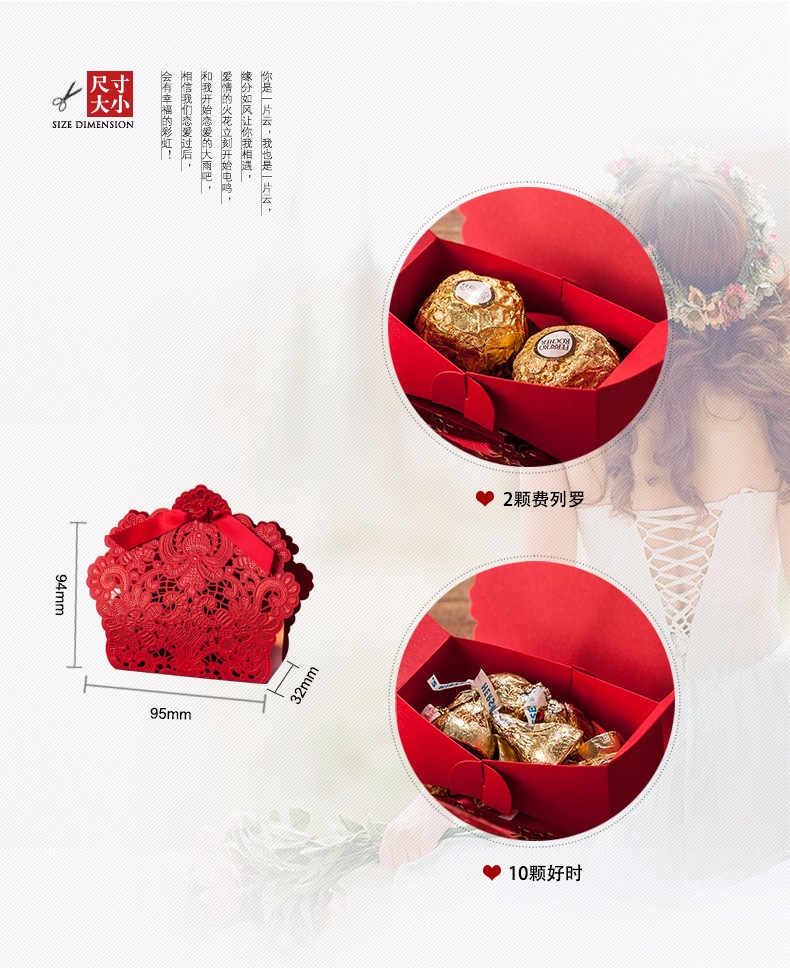 尺寸
大小
SIZE DIMENSION
你是一片云，我也是一片云，
缘分如风让你我相遇，
爱情的火花立刻开始电鸣，
和我开始恋爱的大雨吧，
相信我们恋爱过后，
会有幸福的彩虹！
FERRERO
ROCHER
2颗费列罗
94mm
95mm
32mm
10颗好时